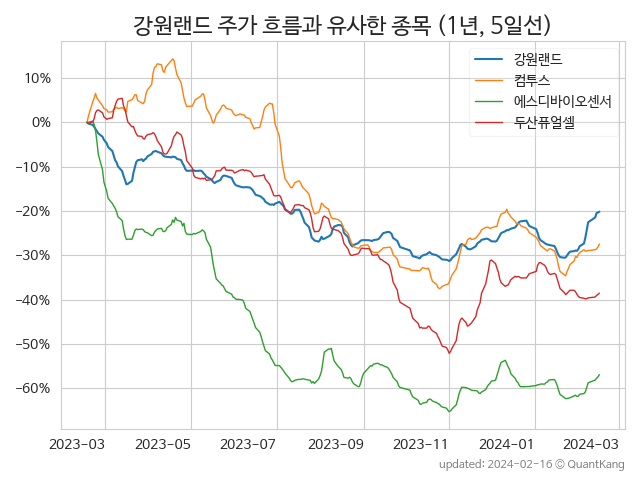 강원랜드 주가 흐름과 유사한 종목 (1년, 5일선)
강원랜드
컴투스
에스디바이오센서
두산퓨얼셀
10%
0%
−10%
−20%
−30%
−40%
−50%
−60%
2023-03 2023-05 2023-07 2023-09 2023-11 2024-01 2024-03
updated: 2024-02-16 © QuantKang